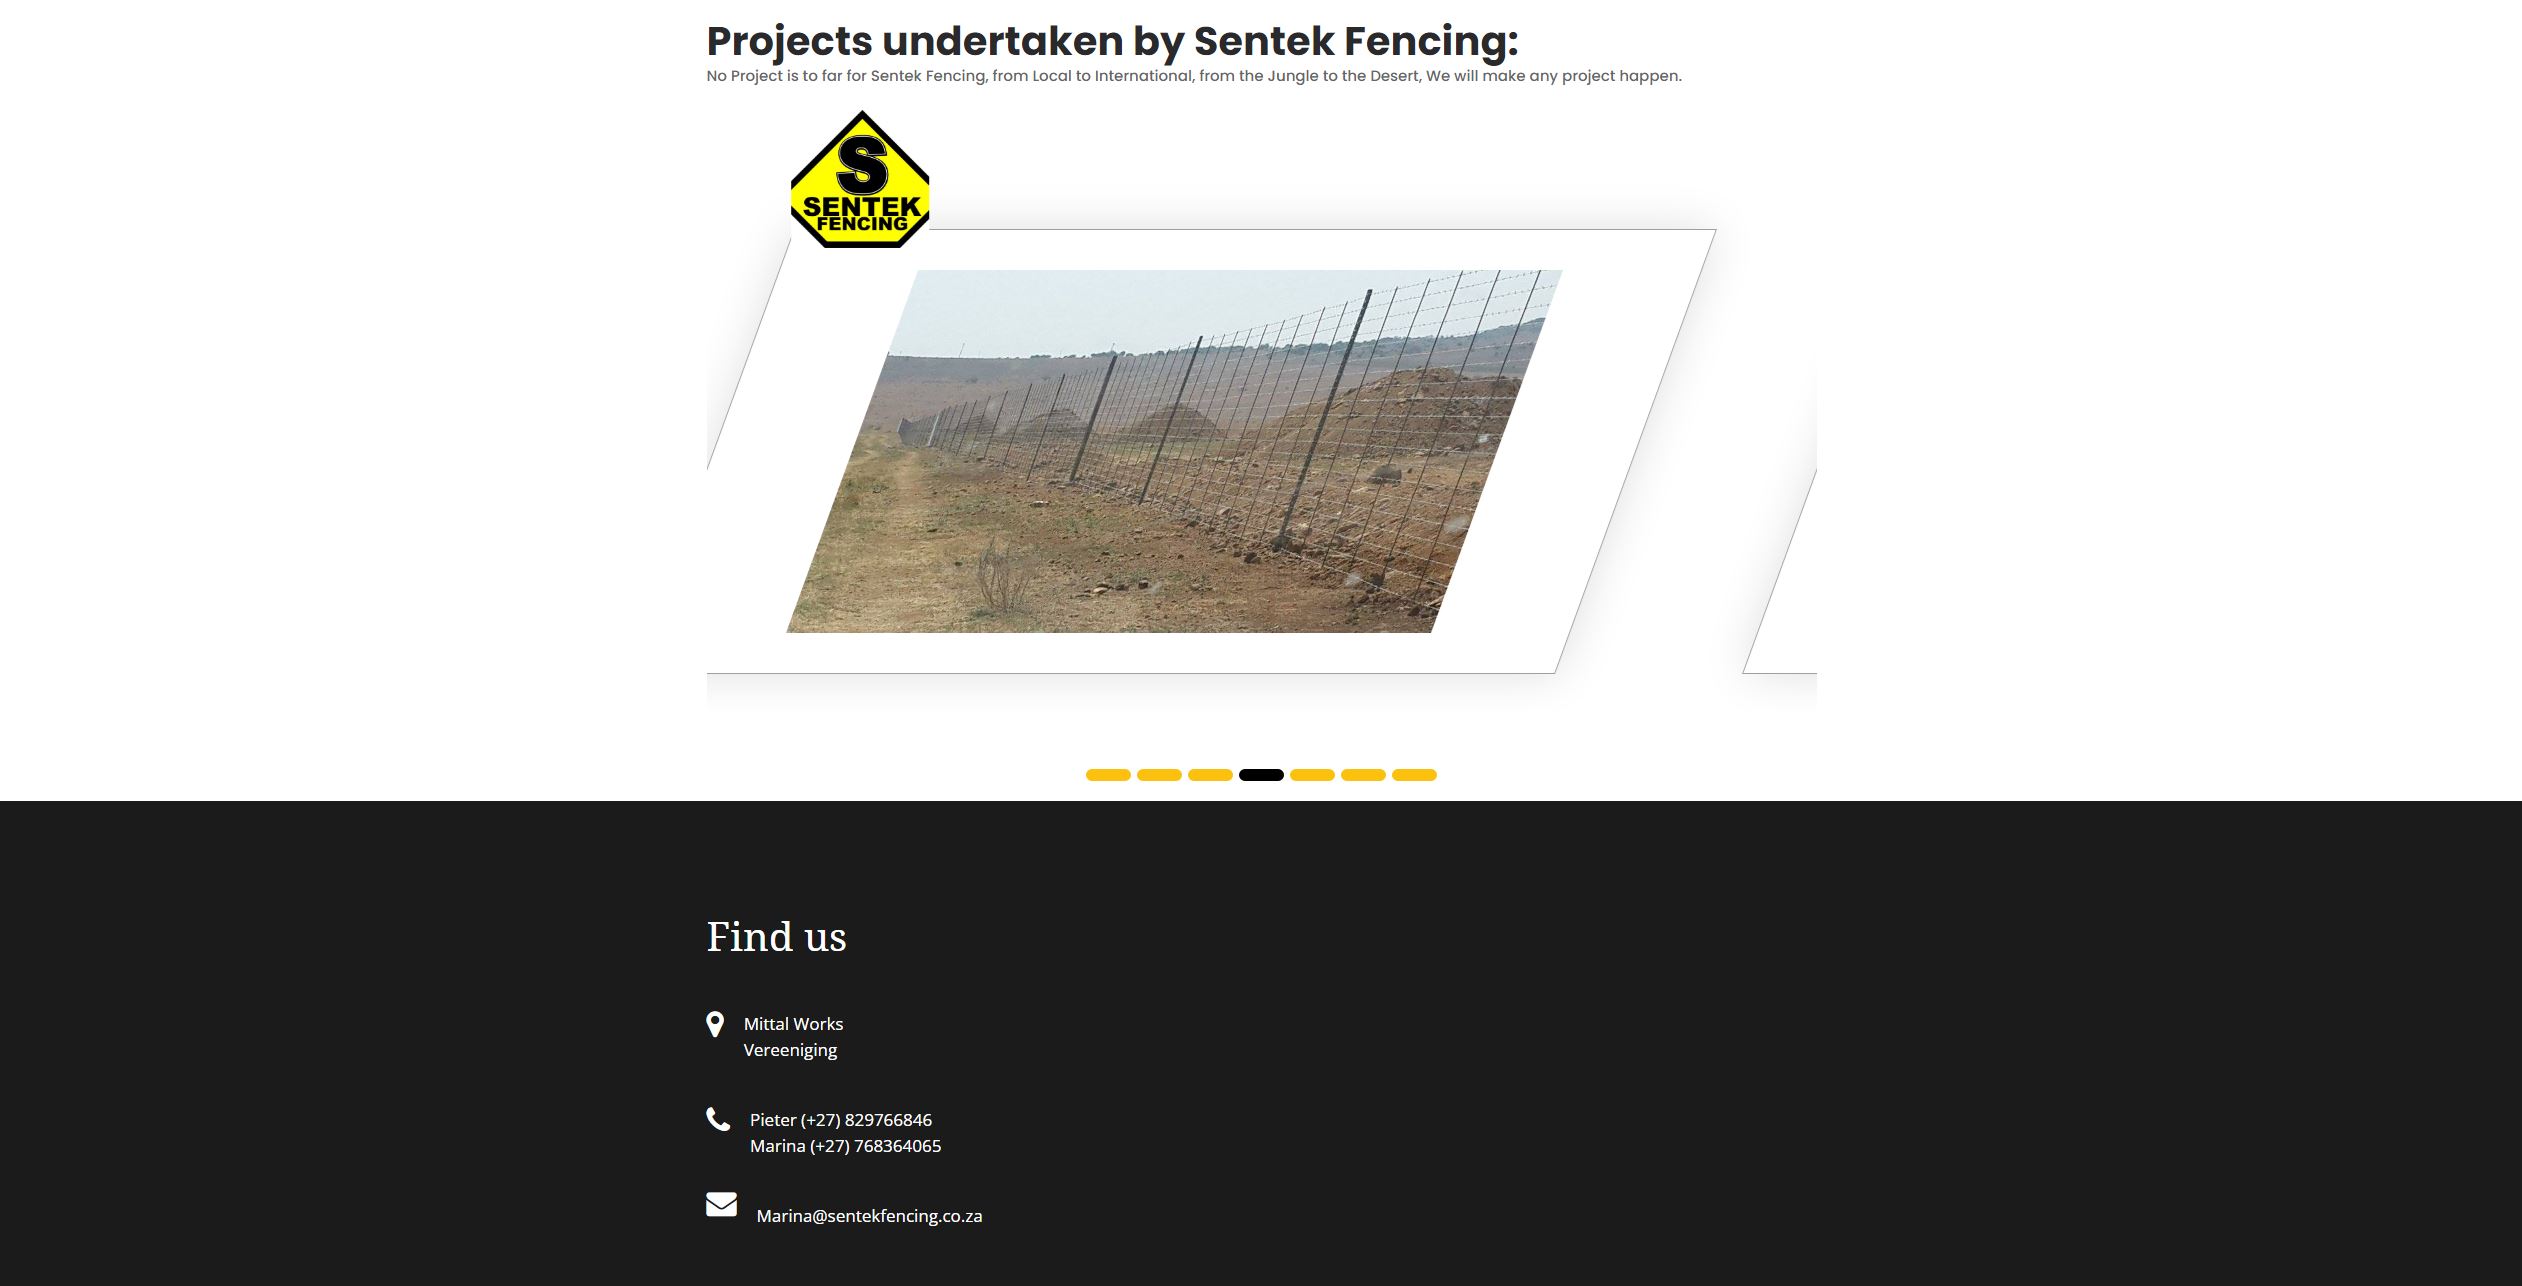 Projects undertaken by Sentek Fencing:
No Project is to far for Sentek Fencing, from Local to International, from the Jungle to the Desert, We will make any project happen.
S
SENTEK
FENCING
Find us
Mittal Works
Vereeniging
Pieter (+27) 829766846
Marina (+27) 768364065
Marina@sentekfencing.co.za